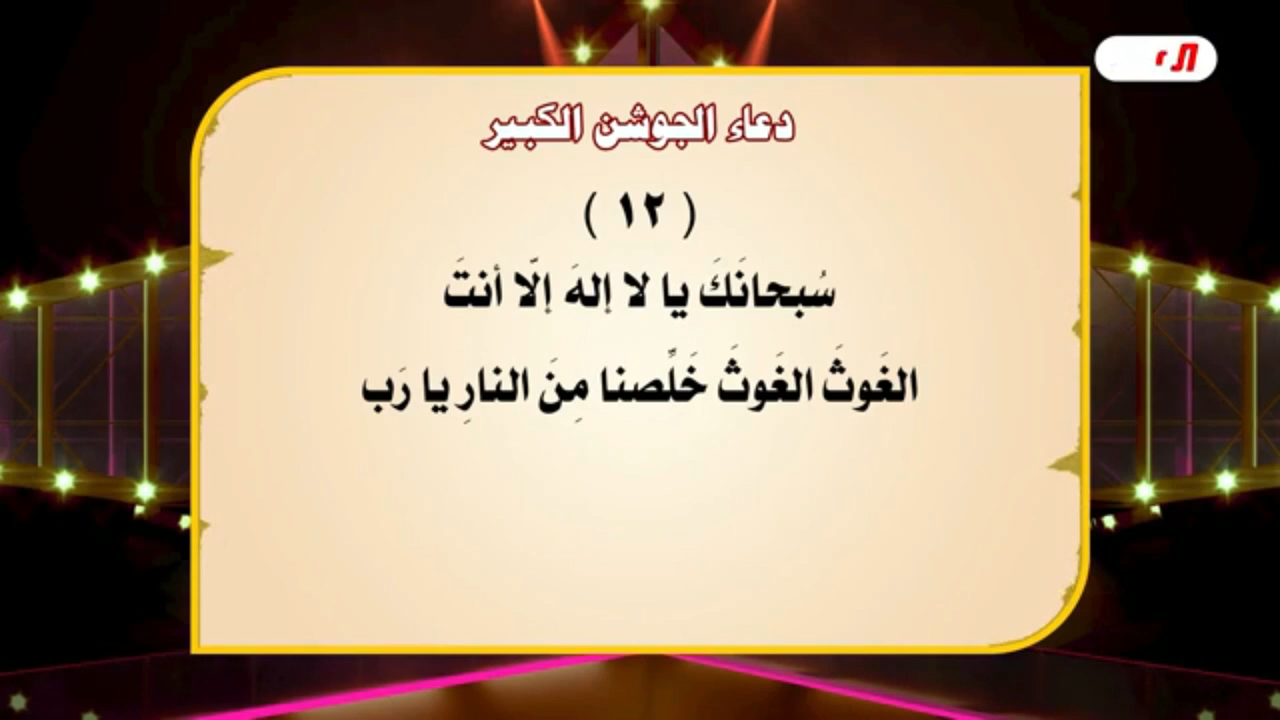 دعاء الجوشن الكبير
( ١٢ )
سُبحانَكَ يا لا إلهَ إلّا أنتَ
الغَوثَ الغَوثَ خَلِّصنا مِنَ النارِ يا رَب